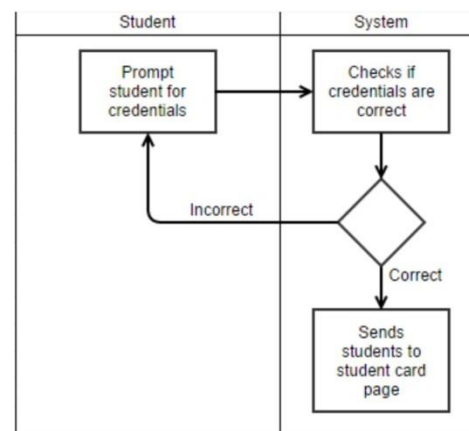 Student
System
Prompt
student for
credentials
Checks if
credentials are
correct
Incorrect
Correct
Sends
students to
student card
page